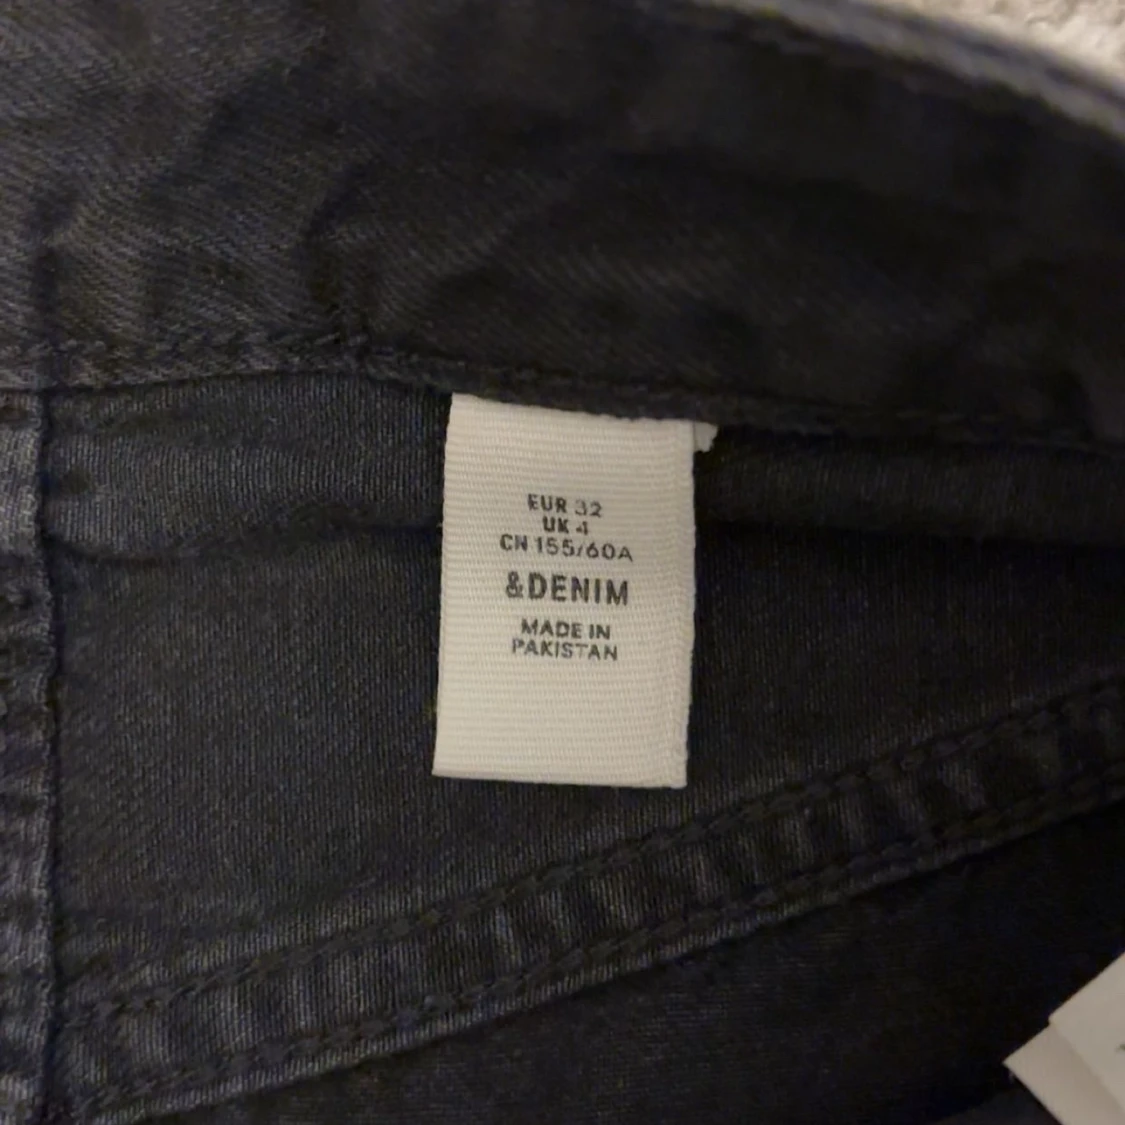 EUR 32
UK 4
CN 155/60A
&DENIM
MADE IN
PAKISTAN